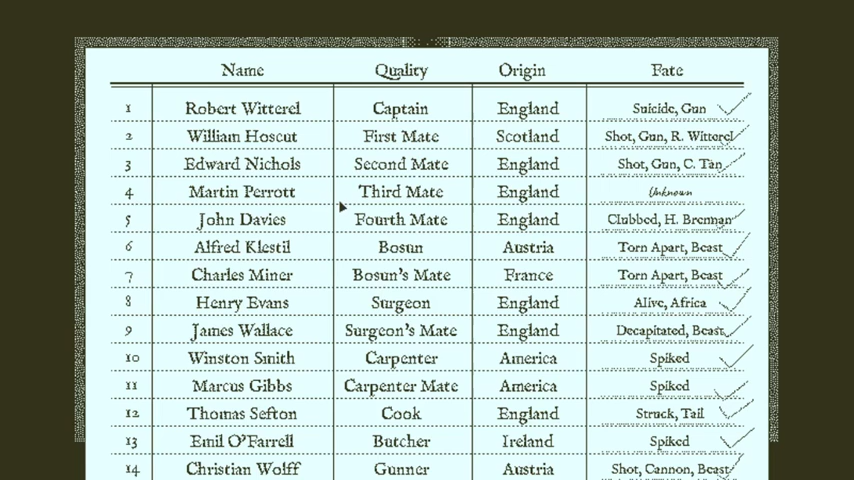 Name Quality Origin Fate
1 Robert Witterel Captain England Suicide, Gun
2 William Hoscut First Mate Scotland Shot, Gun, R. Witterel
3 Edward Nichols Second Mate England Shot, Gun, C. Tan
4 Martin Perrott Third Mate England Unknown
5 John Davies Fourth Mate England Clubbed, H. Brennan
6 Alfred Klestil Bosun Austria Torn Apart, Beast
7 Charles Miner Bosun's Mate France Torn Apart, Beast
8 Henry Evans Surgeon England Alive, Africa
9 James Wallace Surgeon's Mate England Decapitated, Beast
10 Winston Smith Carpenter America Spiked
11 Marcus Gibbs Carpenter Mate America Spiked
12 Thomas Sefton Cook England Struck, Tail
13 Emil O'Farrell Butcher Ireland Spiked
14 Christian Wolff Gunner Austria Shot, Cannon, Beast